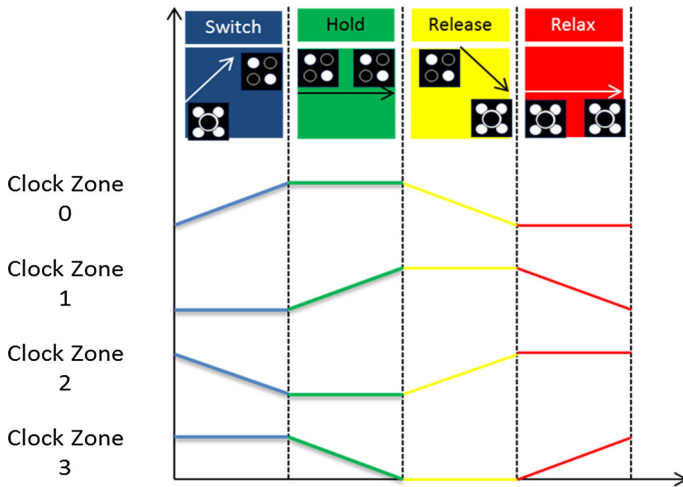 Switch
Hold
Release
Relax
Clock Zone
0
Clock Zone
1
Clock Zone
2
Clock Zone
3